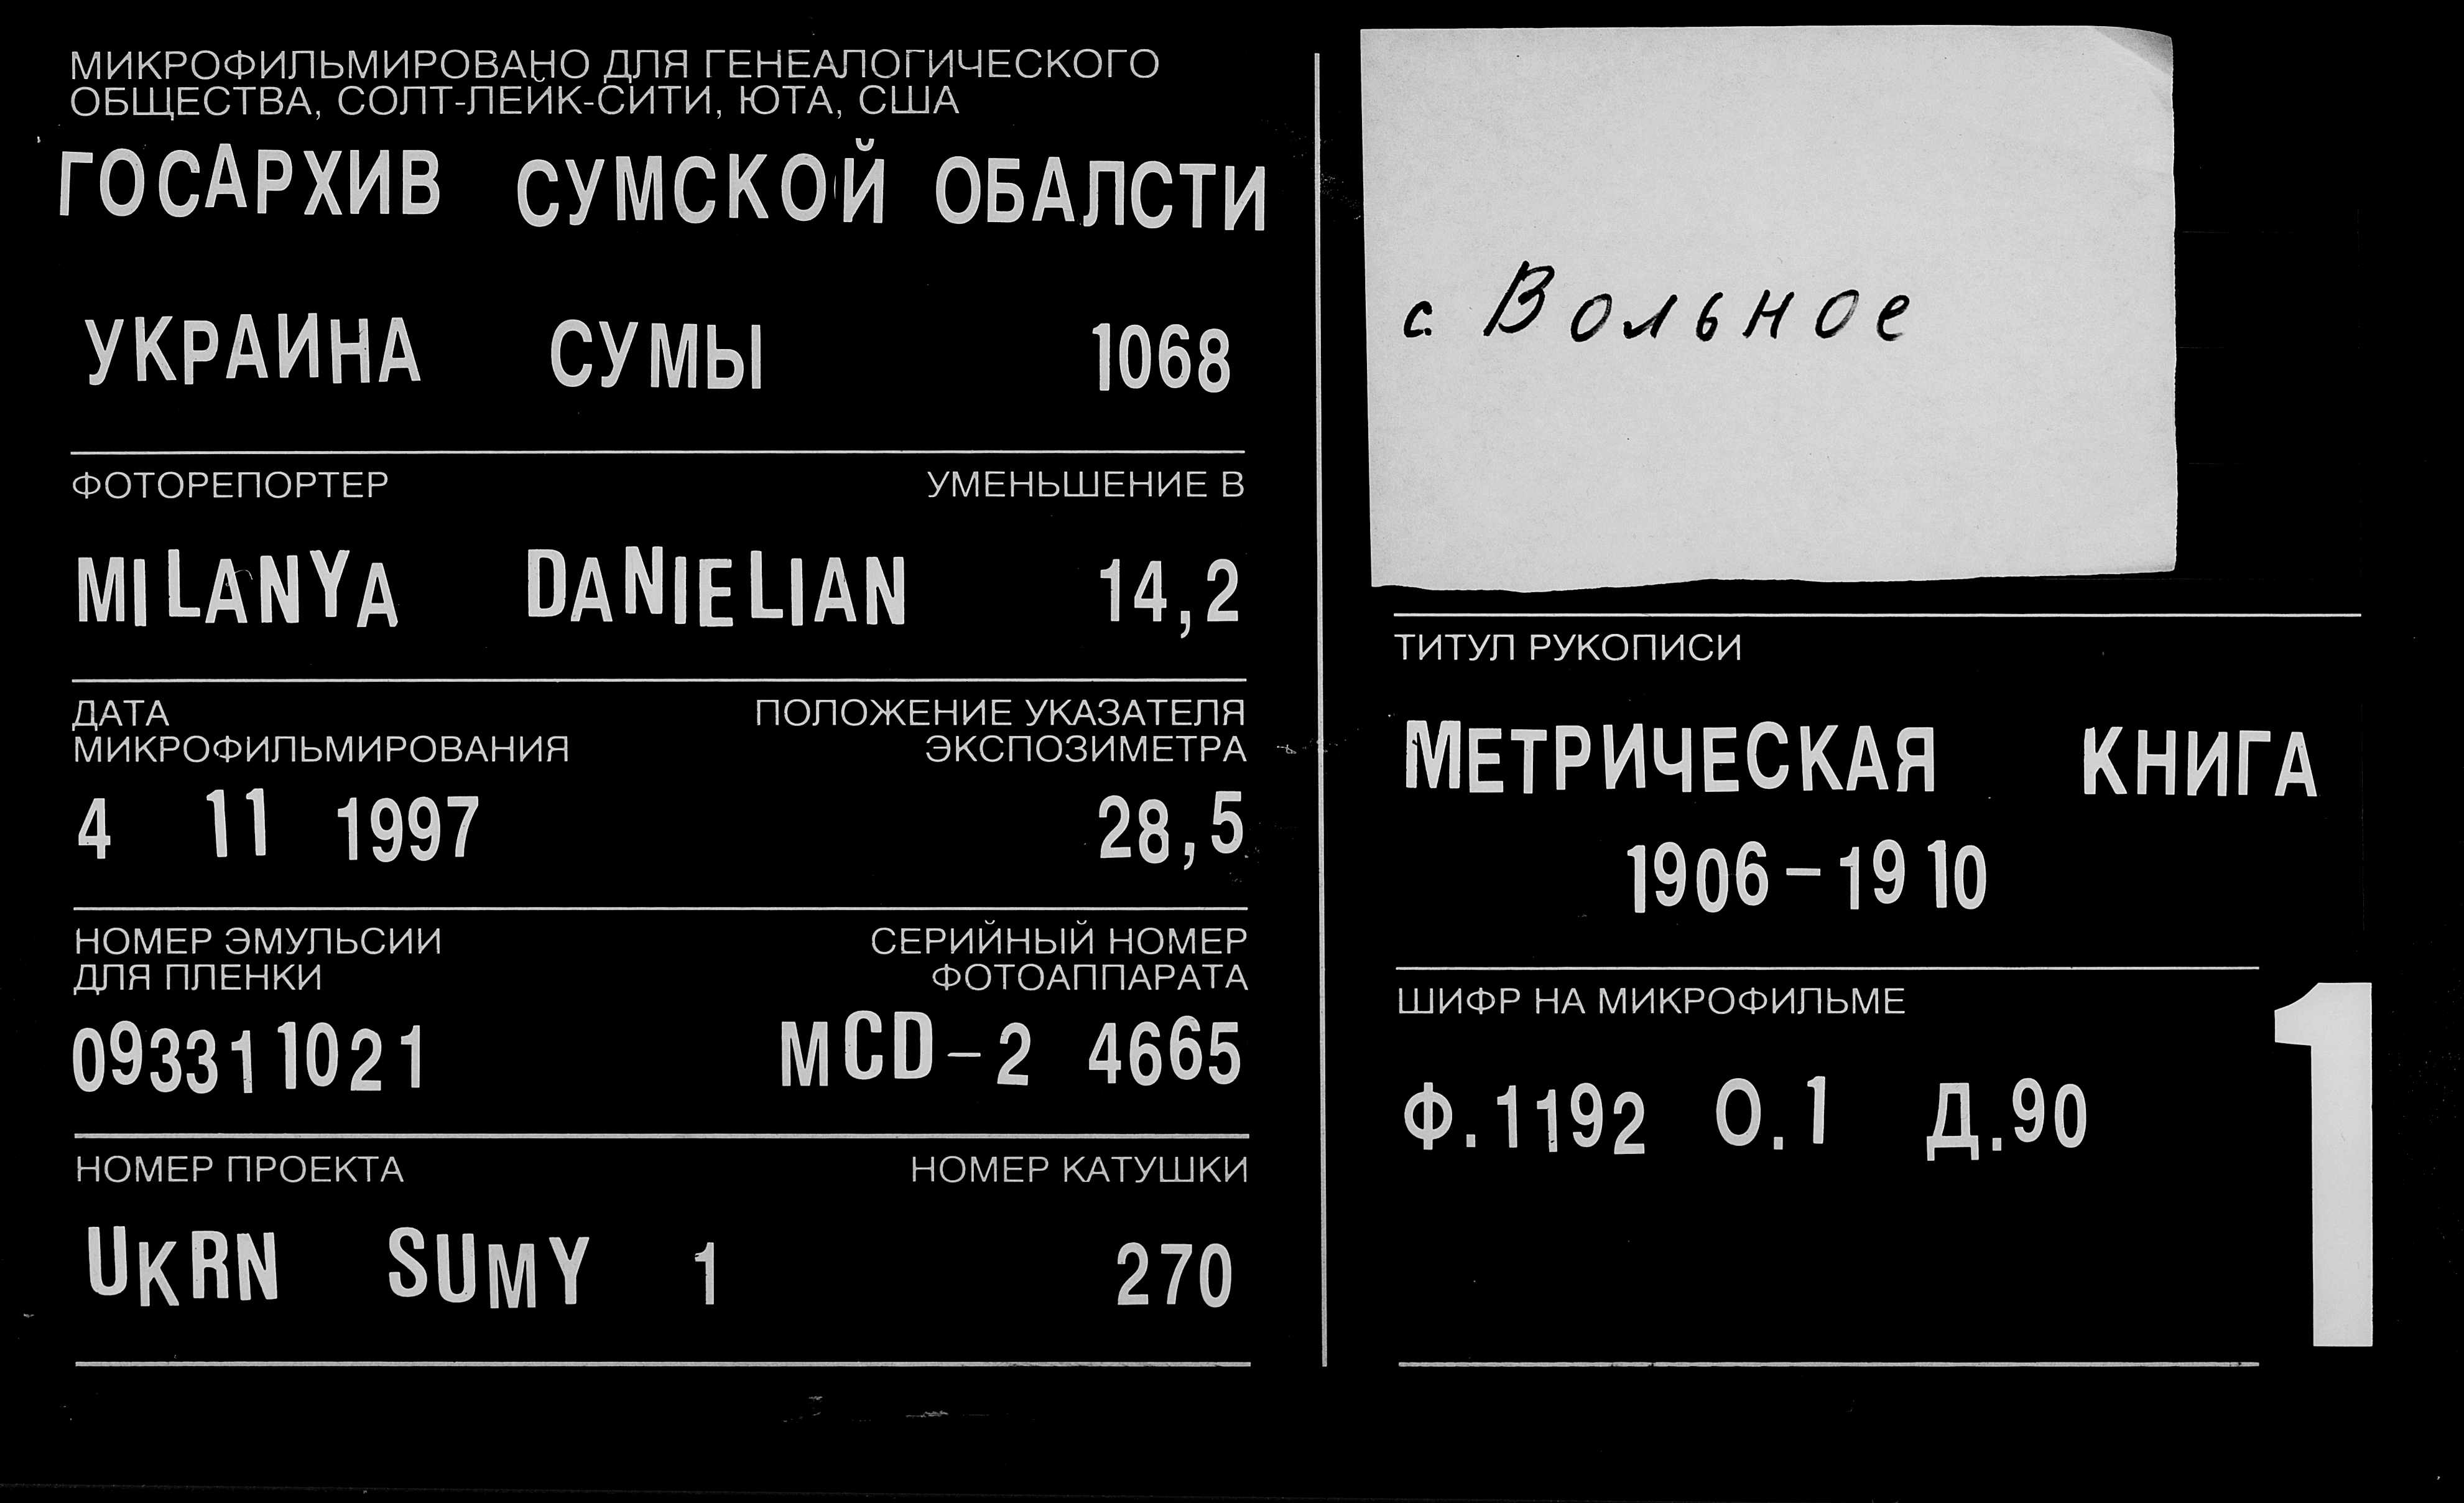 МИКРОФИЛЬМИРОВАНО ДЛЯ ГЕНЕАЛОГИЧЕСКОГО
ОБЩЕСТВА, СОЛТ-ЛЕЙК-СИТИ, ЮТА, США
ГОСАРХИВ СУМСКОЙ ОБАЛСТИ
УКРАИНА СУМЫ 1068
ФОТОРЕПОРТЕР УМЕНЬШЕНИЕ В
MILANYA DANIELIAN 14,2
ДАТА ПОЛОЖЕНИЕ УКАЗАТЕЛЯ
МИКРОФИЛЬМИРОВАНИЯ ЭКСПОЗИМЕТРА
4 11 1997 28,5
НОМЕР ЭМУЛЬСИИ СЕРИЙНЫЙ НОМЕР
ДЛЯ ПЛЕНКИ ФОТОАППАРАТА
093311021 MCD-2 4665
НОМЕР ПРОЕКТА НОМЕР КАТУШКИ
UKRN SUMY 1 270
с. Вольное
ТИТУЛ РУКОПИСИ
МЕТРИЧЕСКАЯ КНИГА
1906-1910
ШИФР НА МИКРОФИЛЬМЕ
Ф.1192 О.1 Д.90
1